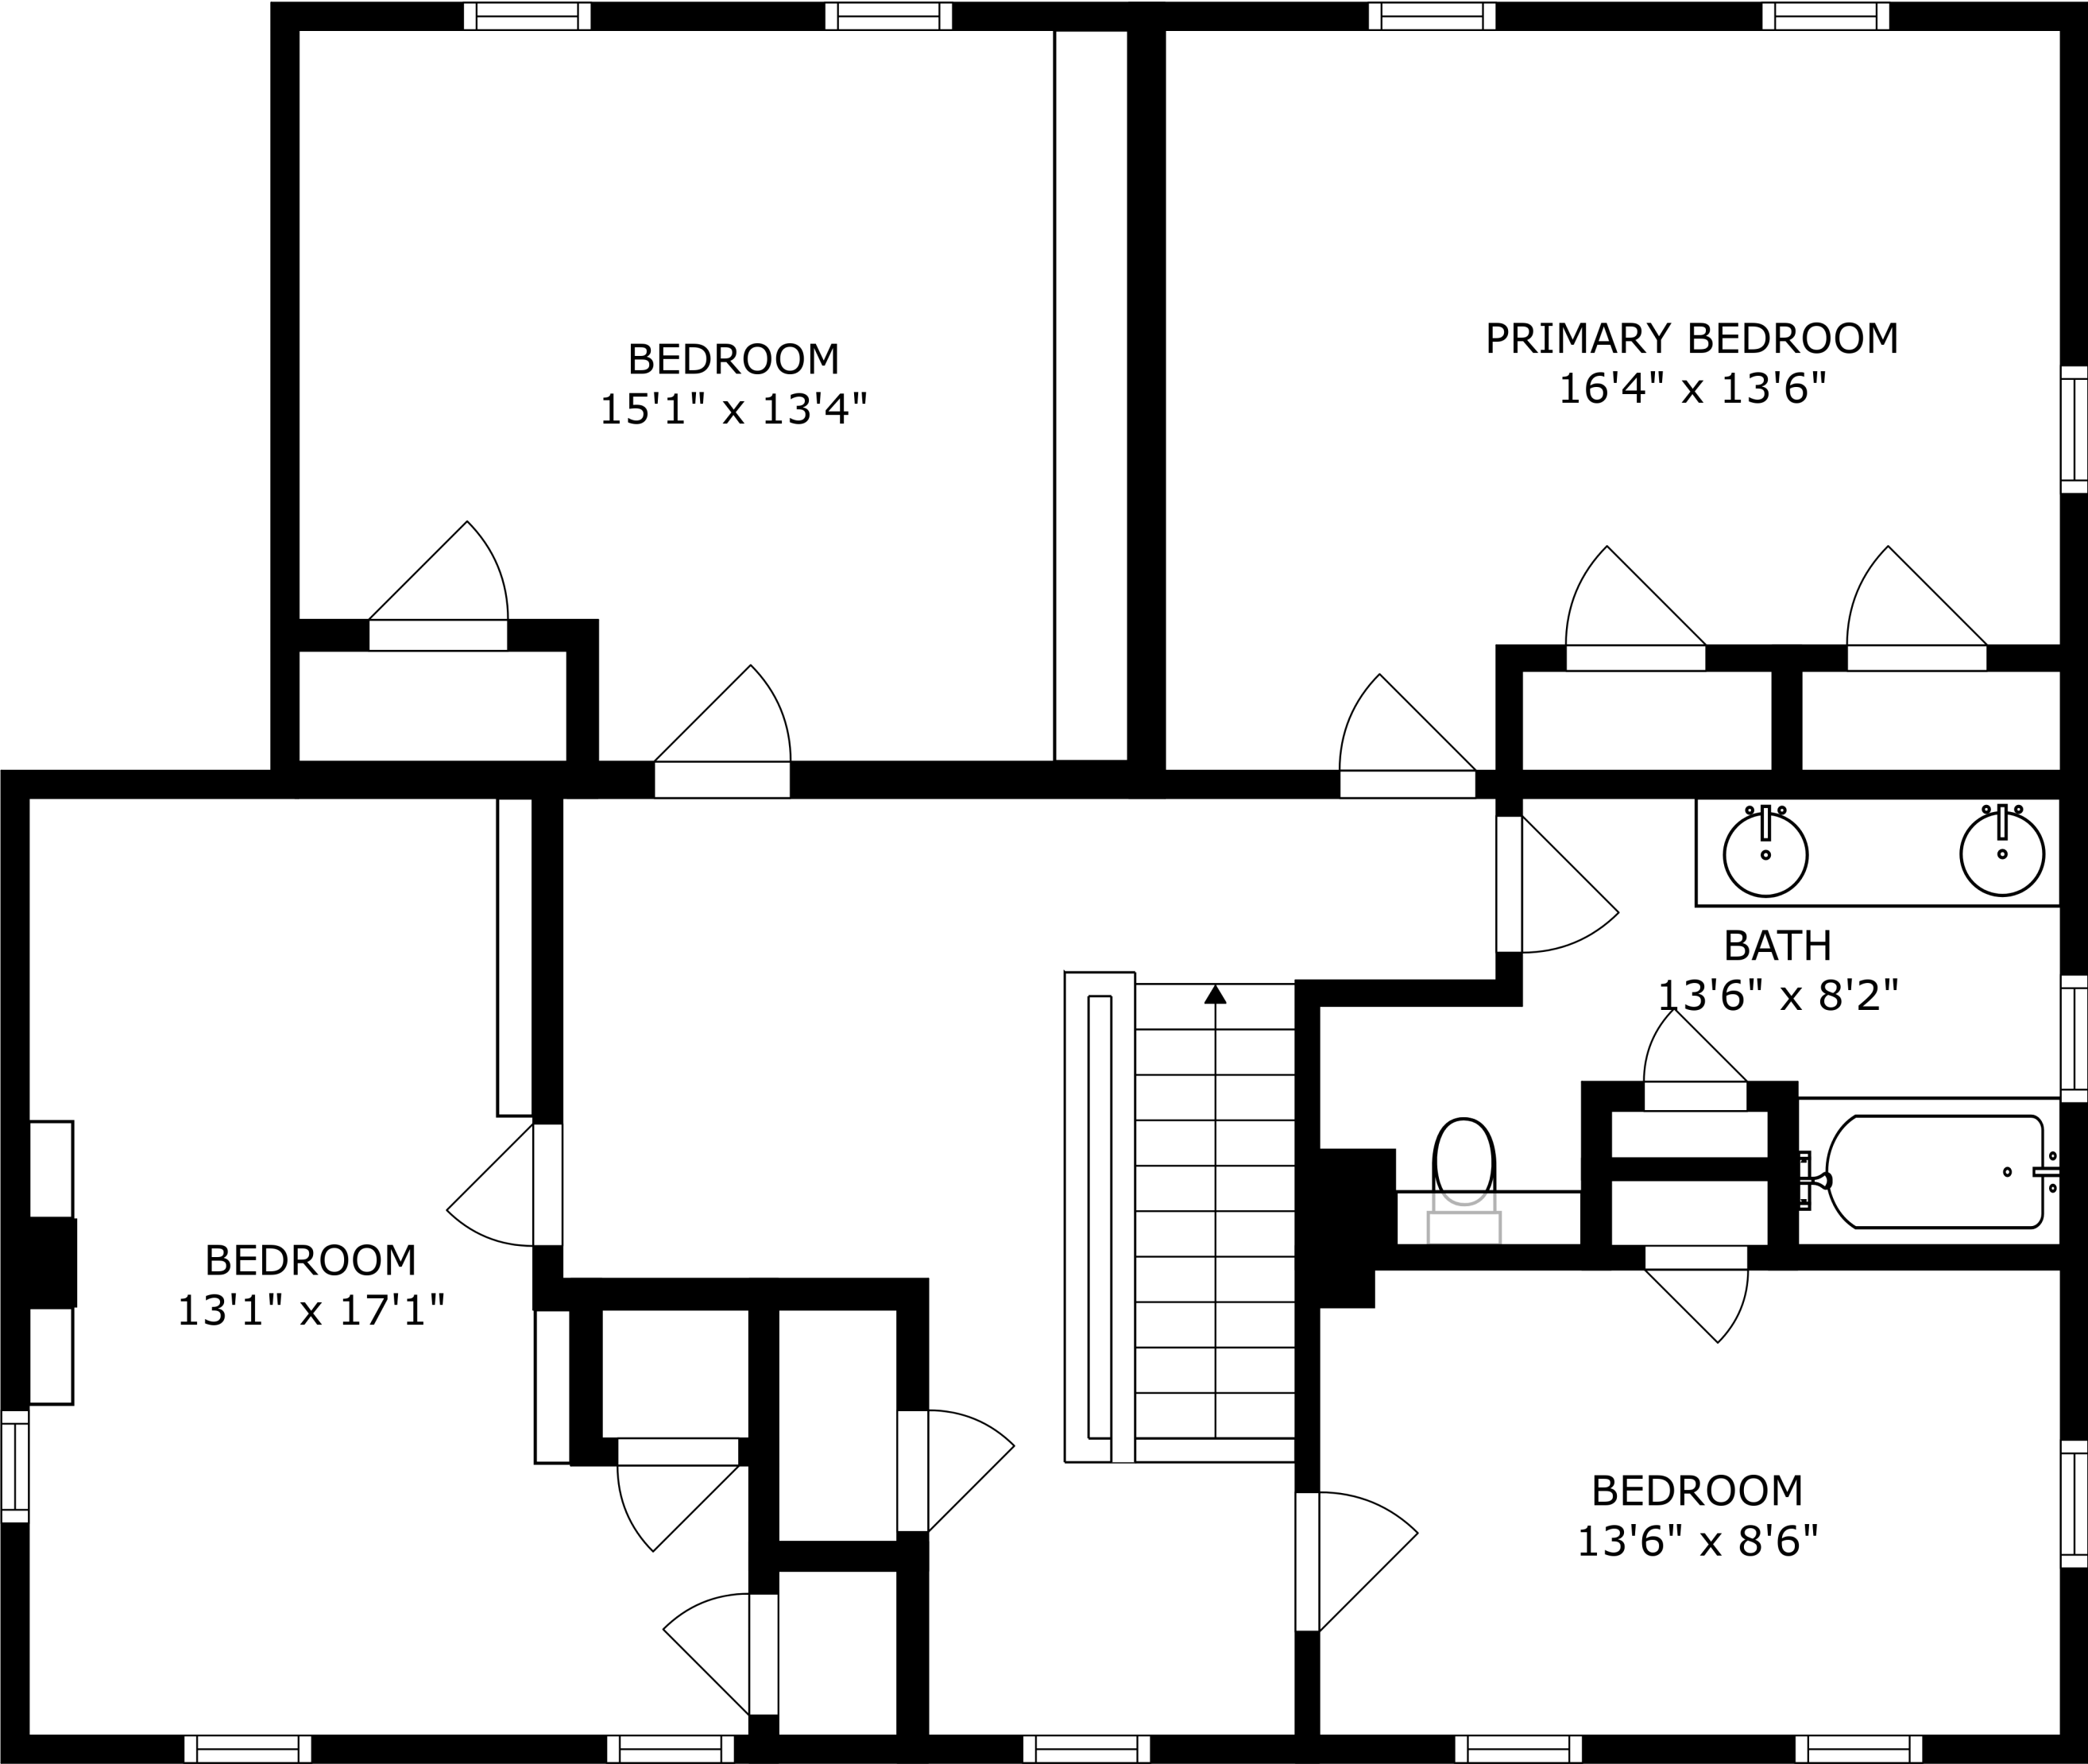 BEDROOM
15'1" x 13'4"
PRIMARY BEDROOM
16'4" x 13'6"
BATH
13'6" x 8'2"
BEDROOM
13'1" x 17'1"
BEDROOM
13'6" x 8'6"